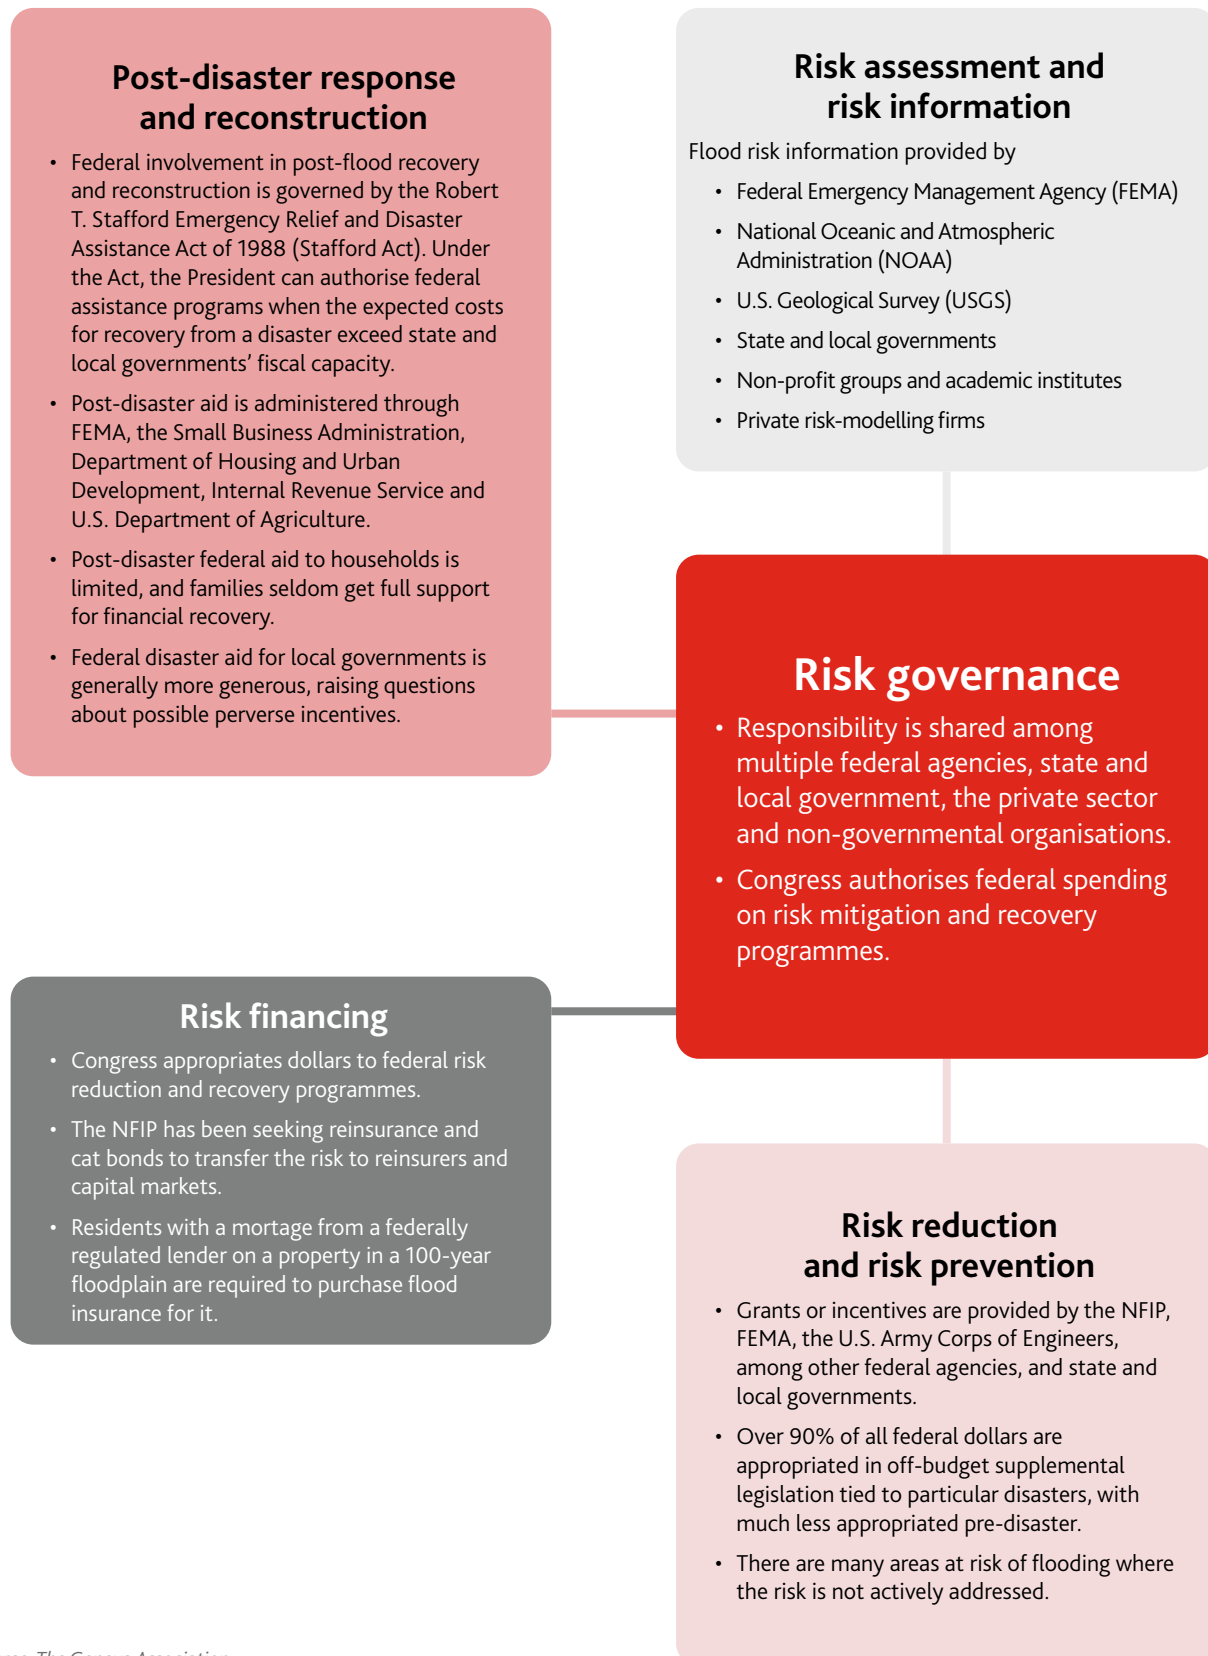 Post-disaster response
and reconstruction
• Federal involvement in post-flood recovery
and reconstruction is governed by the Robert
T. Stafford Emergency Relief and Disaster
Assistance Act of 1988 (Stafford Act). Under
the Act, the President can authorise federal
assistance programs when the expected costs
for recovery from a disaster exceed state and
local governments’ fiscal capacity.
• Post-disaster aid is administered through
FEMA, the Small Business Administration,
Department of Housing and Urban
Development, Internal Revenue Service and
U.S. Department of Agriculture.
• Post-disaster federal aid to households is
limited, and families seldom get full support
for financial recovery.
• Federal disaster aid for local governments is
generally more generous, raising questions
about possible perverse incentives.
Risk assessment and
risk information
Flood risk information provided by
• Federal Emergency Management Agency (FEMA)
• National Oceanic and Atmospheric
Administration (NOAA)
• U.S. Geological Survey (USGS)
• State and local governments
• Non-profit groups and academic institutes
• Private risk-modelling firms
Risk governance
• Responsibility is shared among
multiple federal agencies, state and
local government, the private sector
and non-governmental organisations.
• Congress authorises federal spending
on risk mitigation and recovery
programmes.
Risk financing
• Congress appropriates dollars to federal risk
reduction and recovery programmes.
• The NFIP has been seeking reinsurance and
cat bonds to transfer the risk to reinsurers and
capital markets.
• Residents with a mortage from a federally
regulated lender on a property in a 100-year
floodplain are required to purchase flood
insurance for it.
Risk reduction
and risk prevention
• Grants or incentives are provided by the NFIP,
FEMA, the U.S. Army Corps of Engineers,
among other federal agencies, and state and
local governments.
• Over 90% of all federal dollars are
appropriated in off-budget supplemental
legislation tied to particular disasters, with
much less appropriated pre-disaster.
• There are many areas at risk of flooding where
the risk is not actively addressed.